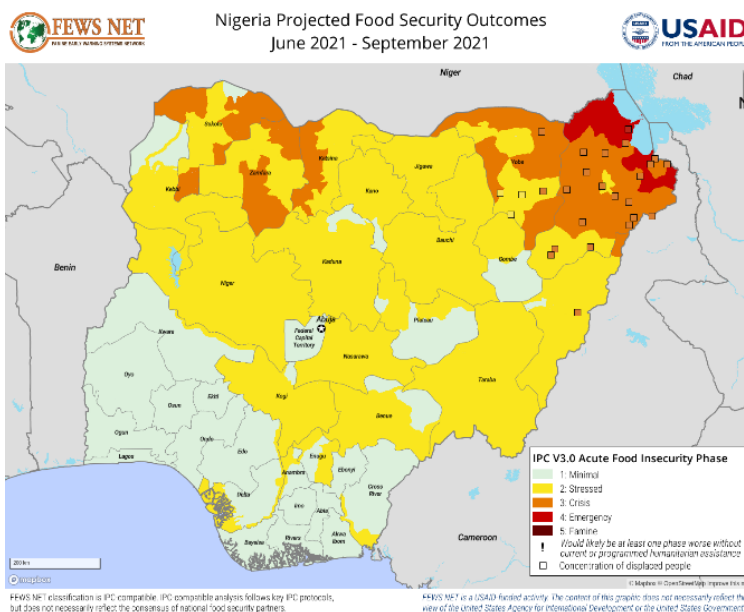 FEWS NET
FAMINE EARLY WARNING SYSTEMS NETWORK
Nigeria Projected Food Security Outcomes
June 2021 - September 2021
USAID
FROM THE AMERICAN PEOPLE
Niger
Chad
N
Sokoto
Katsina
Zamfara
Jigawa
Yobe
Kebbi
Kano
Bauchi
Gombe
Kaduna
Benin
Niger
Abuja
Federal
Capital
Territory
Plateau
Kwara
Nasarawa
Oyo
Taraba
Kogi
Osun
Ekiti
Benue
Ogun
Ondo
Edo
Lagos
Enugu
Anambra
Ebonyi
Cross
River
Delta
Imo
Abia
Akwa
Ibom
Rivers
Bayelsa
Cameroon
IPC V3.0 Acute Food Insecurity Phase
1: Minimal
2: Stressed
3: Crisis
4: Emergency
5: Famine
! Would likely be at least one phase worse without
current or programmed humanitarian assistance
Concentration of displaced people
200 km
mapbox
© Mapbox © OpenStreetMap Improve this m
FEWS NET classification is IPC-compatible. IPC-compatible analysis follows key IPC protocols,
but does not necessarily reflect the consensus of national food security partners.
FEWS NET is a USAID-funded activity. The content of this graphic does not necessarily reflect the
view of the United States Agency for International Development or the United States Government